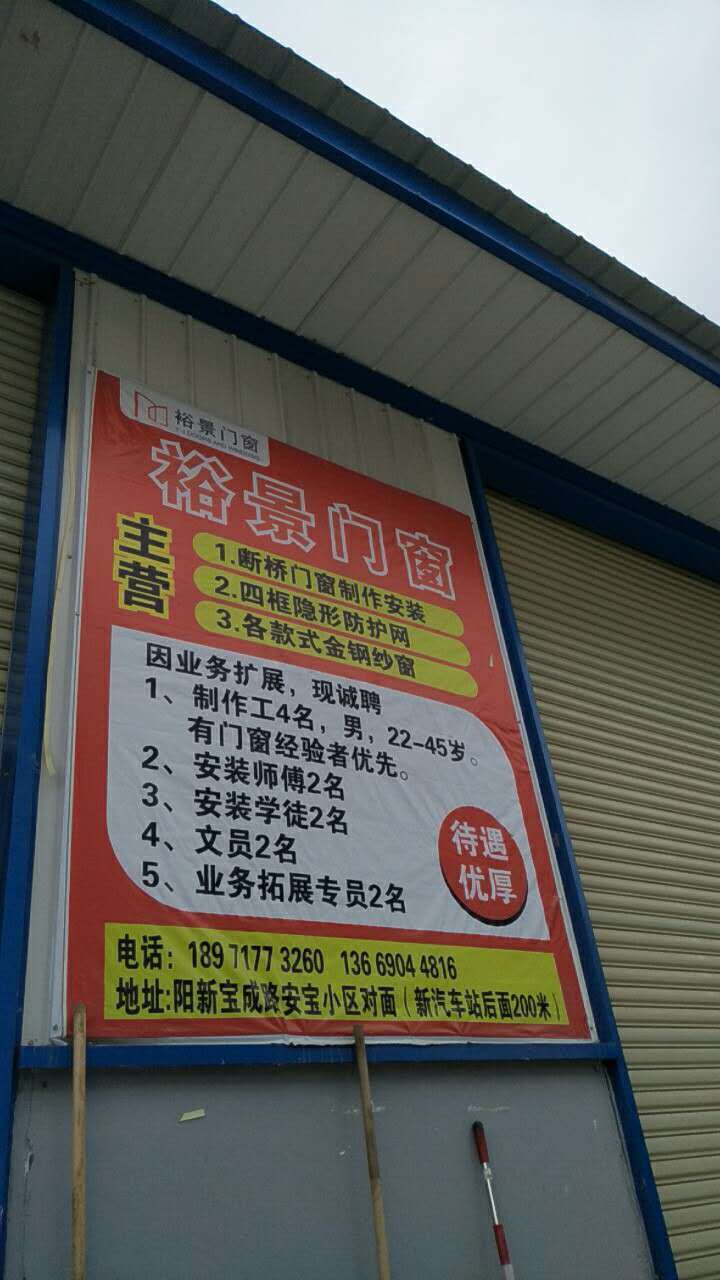 裕景门窗
Y J DOORS AND WINDOWS
裕景门窗
主营
1.断桥门窗制作安装
2.四框隐形防护网
3.各款式金钢纱窗
因业务扩展，现诚聘
1、制作工4名，男，22-45岁。
有门窗经验者优先。
2、安装师傅2名
3、安装学徒2名
4、文员2名
5、业务拓展专员2名
待遇
优厚
电话：189 7177 3260 136 6904 4816
地址:阳新宝成路安宝小区对面（新汽车站后面200米）